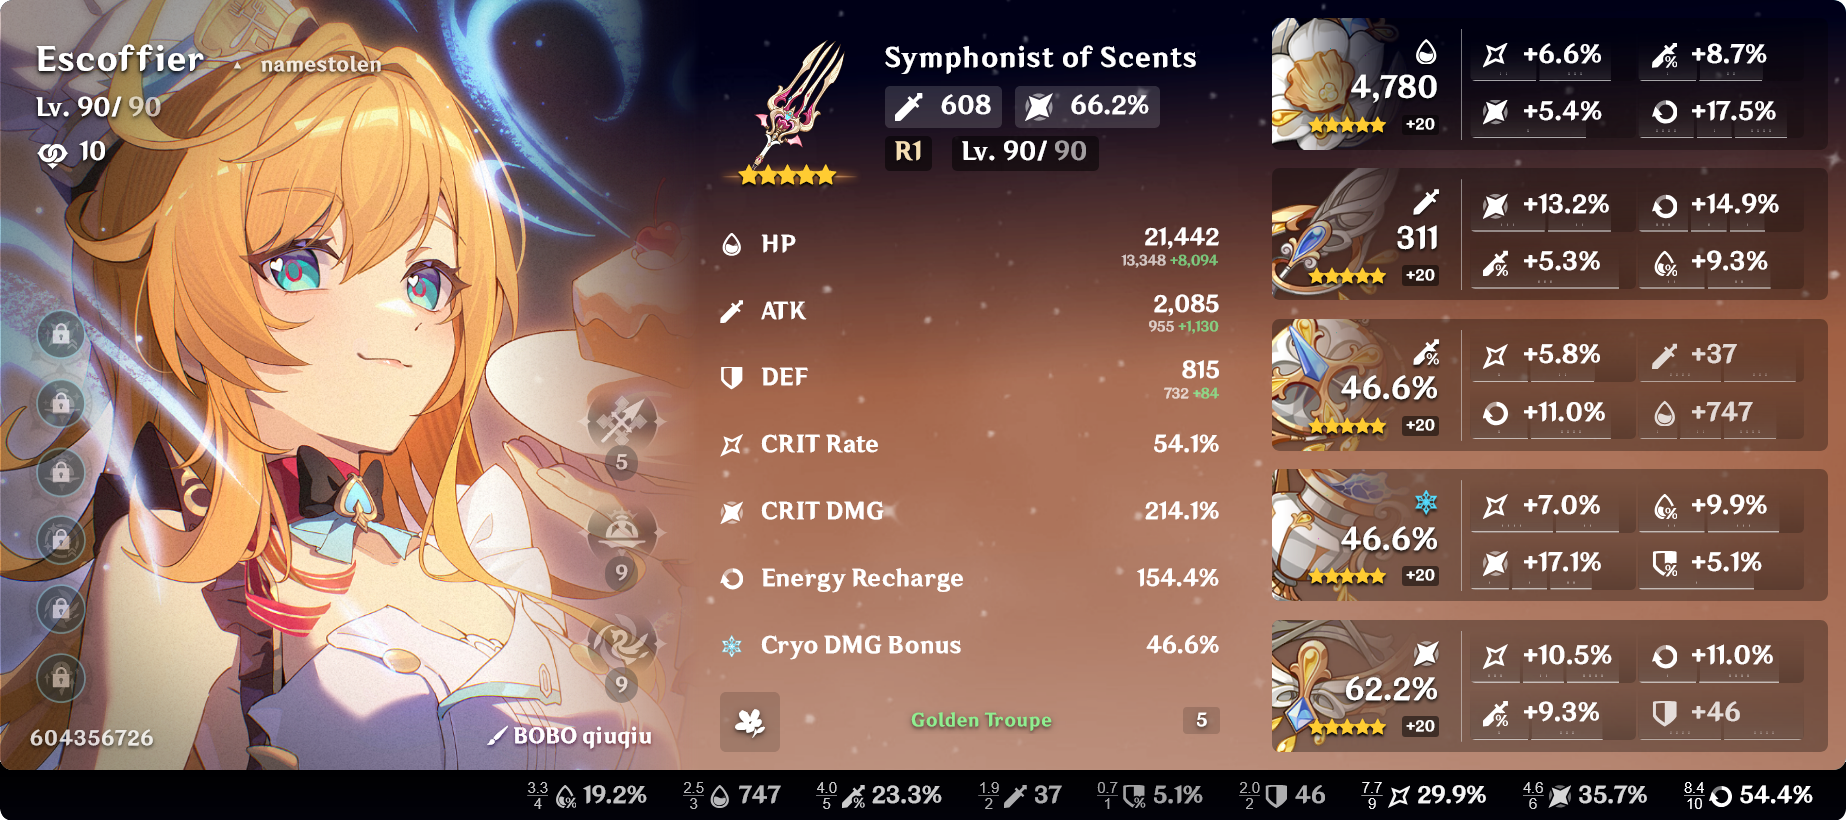 Escoffier ▲ namestolen
Lv. 90/ 90
10
5
9
9
604356726
BOBO qiuqiu
Symphonist of Scents
608 66.2%
R1 Lv. 90/ 90
HP 21,442
13,348 +8,094
ATK 2,085
955 +1,130
DEF 815
732 +84
CRIT Rate 54.1%
CRIT DMG 214.1%
Energy Recharge 154.4%
Cryo DMG Bonus 46.6%
Golden Troupe 5
4,780
+20
+6.6% +8.7%
+5.4% +17.5%
311
+20
+13.2% +14.9%
+5.3% +9.3%
46.6%
+20
+5.8% +37
+11.0% +747
46.6%
+20
+7.0% +9.9%
+17.1% +5.1%
62.2%
+20
+10.5% +11.0%
+9.3% +46
3.3 4 19.2% 2.5 3 747 4.0 5 23.3% 1.9 2 37 0.7 1 5.1% 2.0 2 46 7.7 9 29.9% 4.6 6 35.7% 8.4 10 54.4%